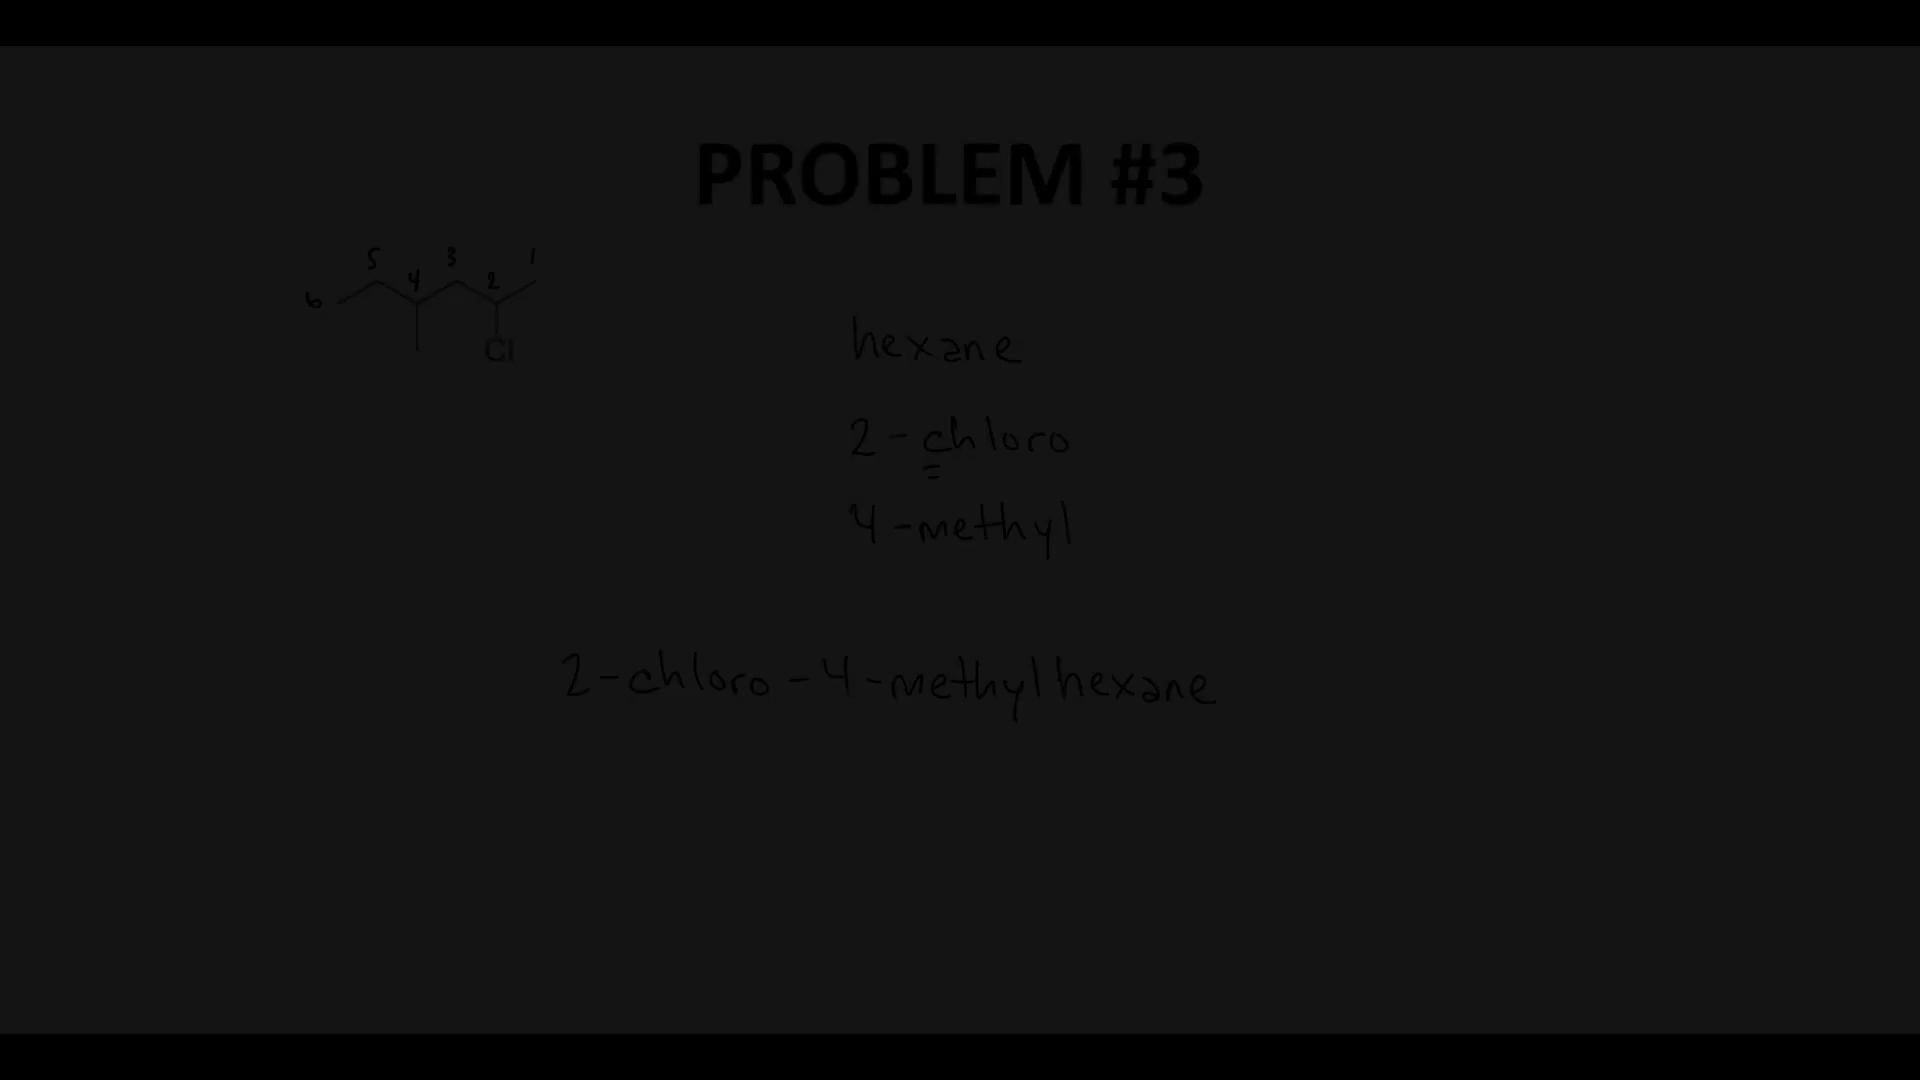 PROBLEM #3
5 3 1
6 4 2
Cl
hexane
2-chloro
4-methyl
2-chloro-4-methylhexane